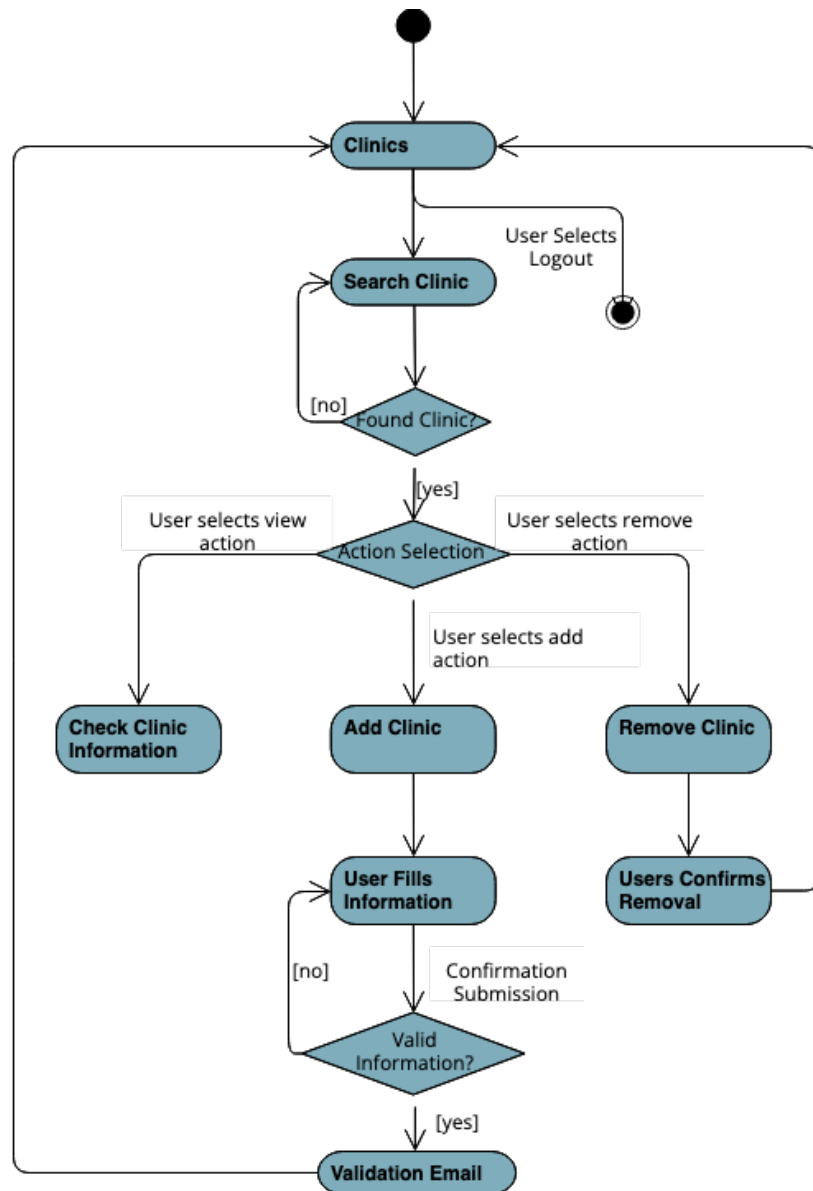 Clinics
User Selects
Logout
Search Clinic
[no]
Found Clinic?
[yes]
User selects view
action
User selects remove
action
Action Selection
User selects add
action
Check Clinic
Information
Add Clinic
Remove Clinic
User Fills
Information
Users Confirms
Removal
[no]
Confirmation
Submission
Valid
Information?
[yes]
Validation Email